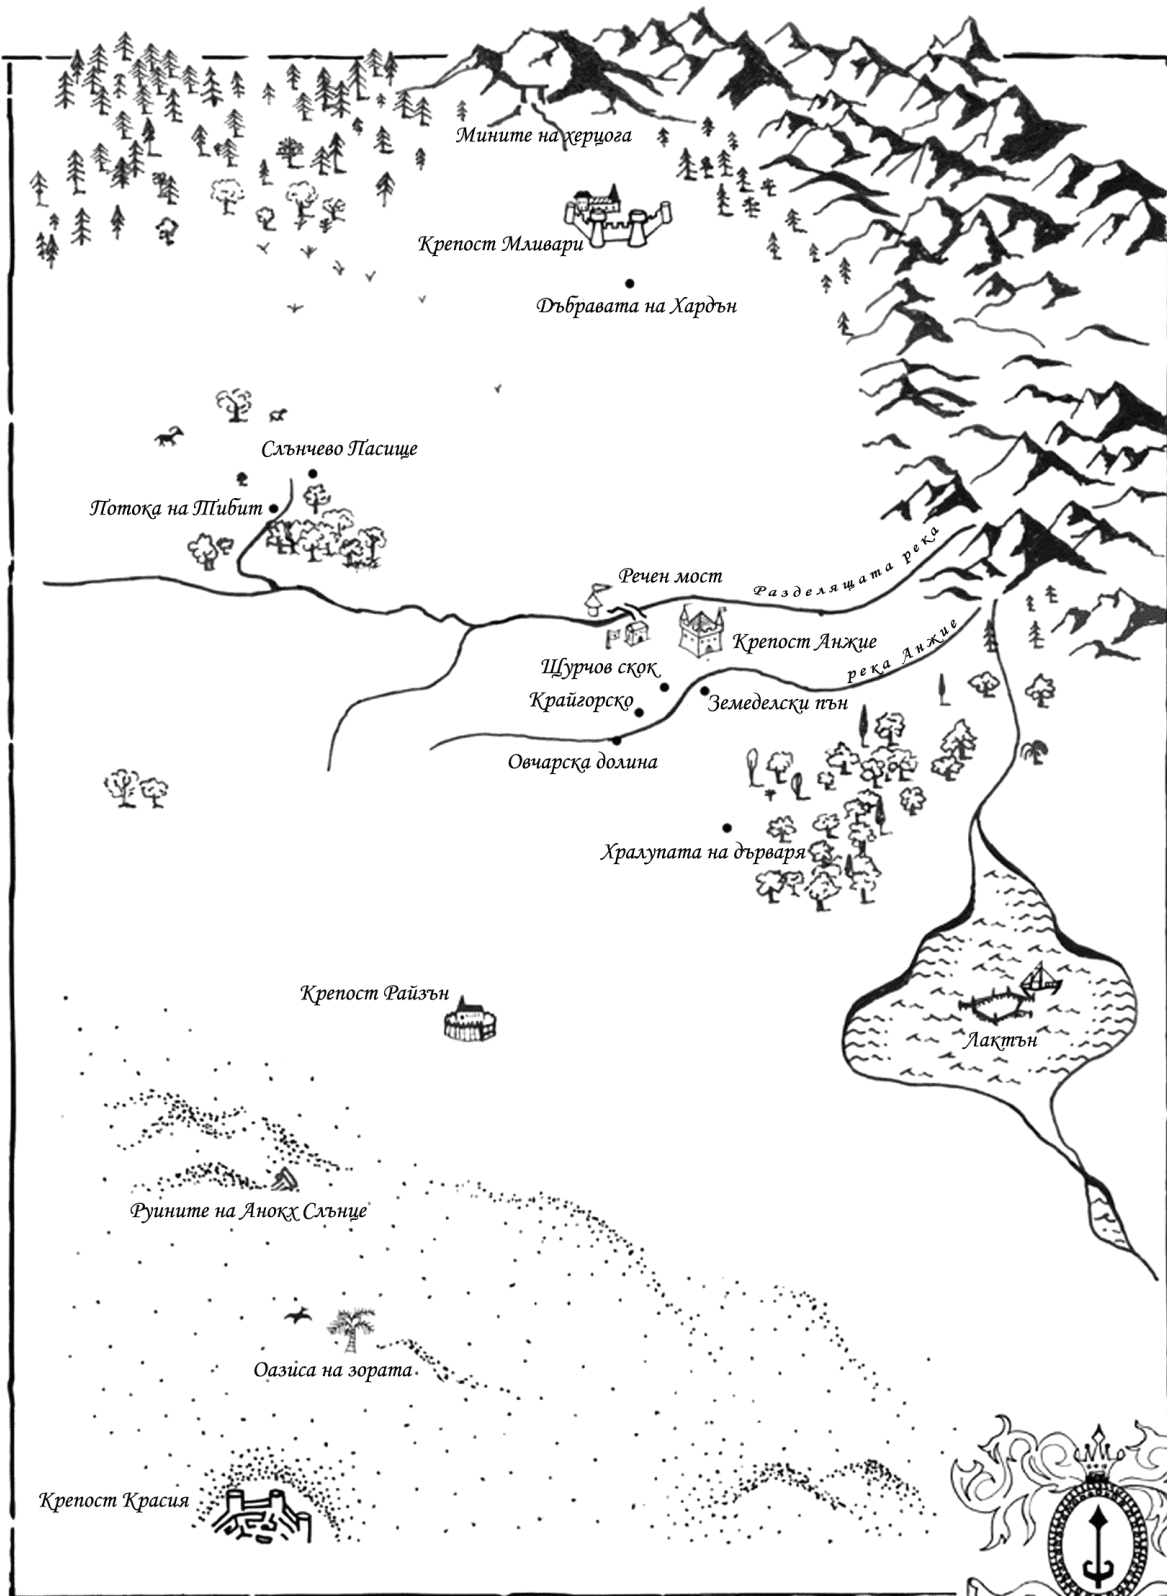 Мините на херцога
Крепост Мливари
Дъбравата на Хардън
Слънчево Пасище
Потока на Тибит
Речен мост
Разделящата река
Крепост Анжие
река Анжие
Щурчов скок
Крайгорско
Земеделски пън
Овчарска долина
Хралупата на дърваря
Крепост Райзън
Лактън
Руините на Анокх Слънце
Оазиса на зората
Крепост Красия